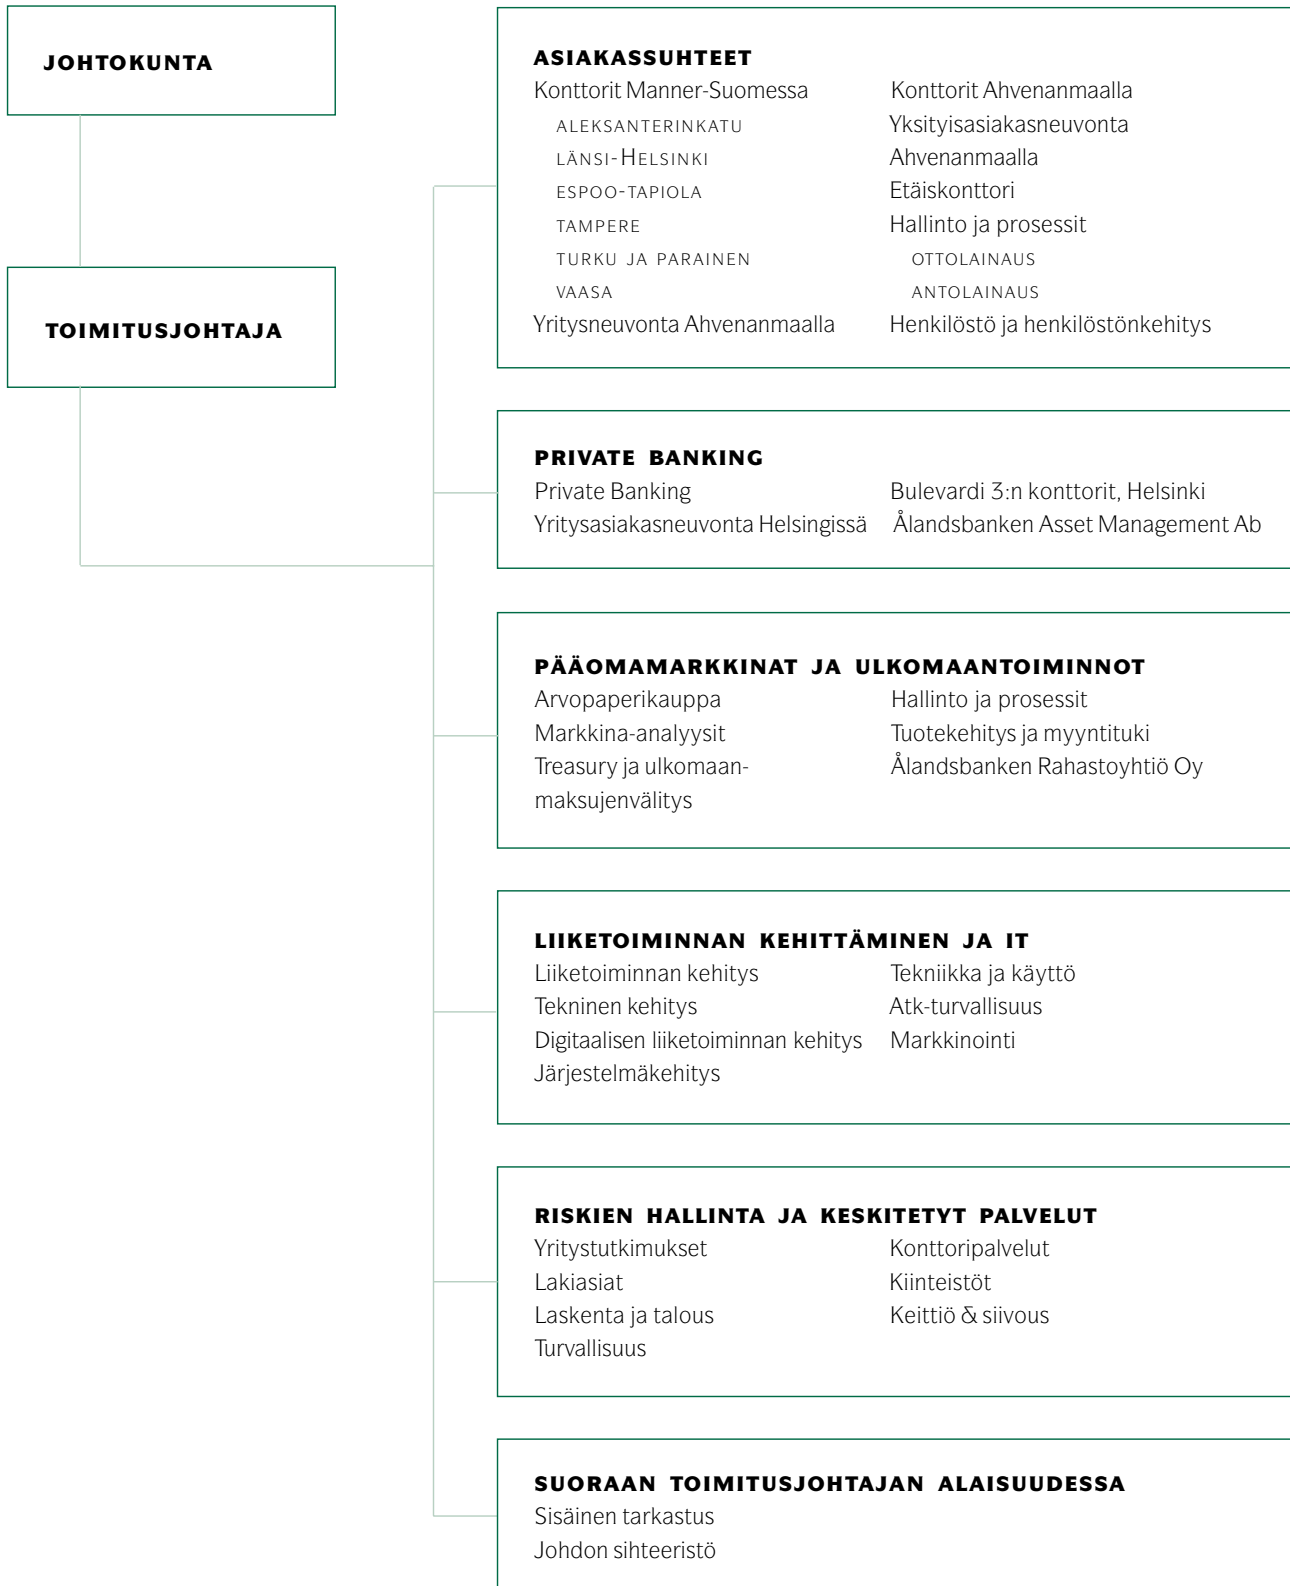 JOHTOKUNTA
TOIMITUSJOHTAJA
ASIAKASSUHTEET
Konttorit Manner-Suomessa
ALEKSANTERINKATU
LÄNSI-HELSINKI
ESPOO-TAPIOLA
TAMPERE
TURKU JA PARAINEN
VAASA
Yritysneuvonta Ahvenanmaalla
Konttorit Ahvenanmaalla
Yksityisasiakasneuvonta
Ahvenanmaalla
Etäiskonttori
Hallinto ja prosessit
OTTOLAINAUS
ANTOLAINAUS
Henkilöstö ja henkilöstönkehitys
PRIVATE BANKING
Private Banking
Yritysasiakasneuvonta Helsingissä
Bulevardi 3:n konttorit, Helsinki
Ålandsbanken Asset Management Ab
PÄÄOMAMARKKINAT JA ULKOMAANTOIMINNOT
Arvopaperikauppa
Markkina-analyysit
Treasury ja ulkomaan-
maksujenvälitys
Hallinto ja prosessit
Tuotekehitys ja myyntituki
Ålandsbanken Rahastoyhtiö Oy
LIIKETOIMINNAN KEHITTÄMINEN JA IT
Liiketoiminnan kehitys
Tekninen kehitys
Digitaalisen liiketoiminnan kehitys
Järjestelmäkehitys
Tekniikka ja käyttö
Atk-turvallisuus
Markkinointi
RISKIEN HALLINTA JA KESKITETYT PALVELUT
Yritystutkimukset
Lakiasiat
Laskenta ja talous
Turvallisuus
Konttoripalvelut
Kiinteistöt
Keittiö & siivous
SUORAAN TOIMITUSJOHTAJAN ALAISUUDESSA
Sisäinen tarkastus
Johdon sihteeristö